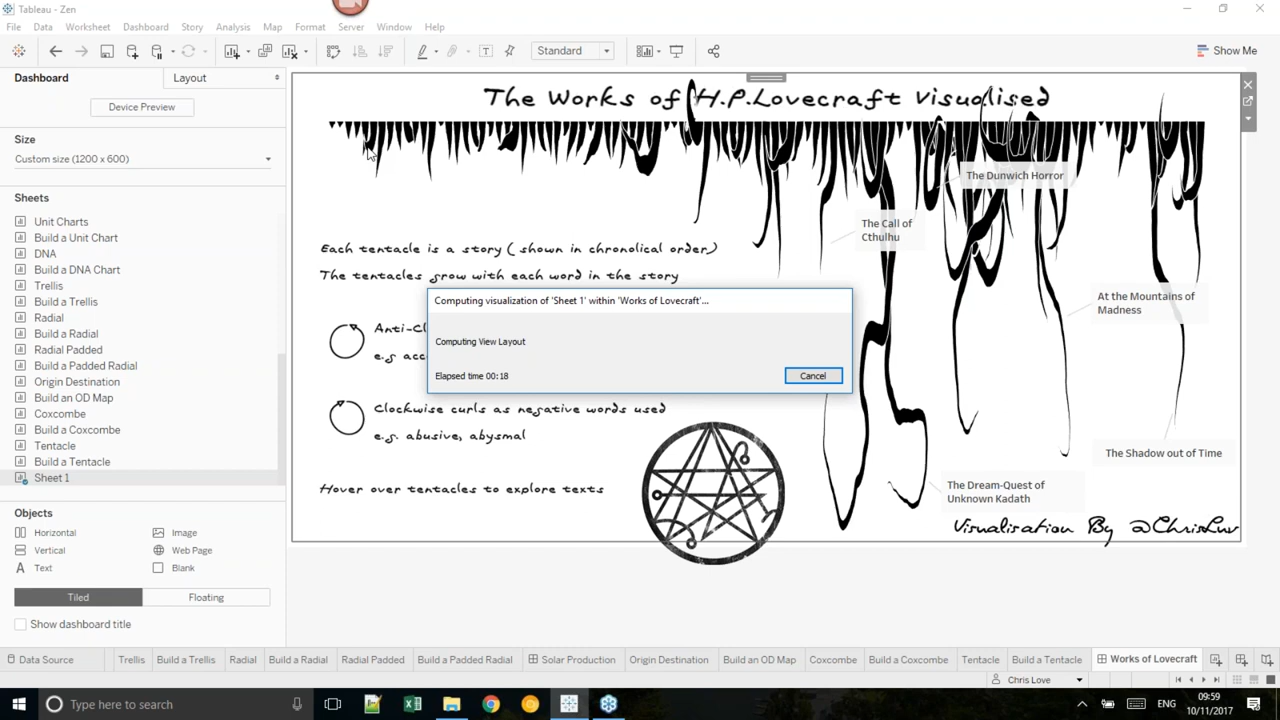 Tableau - Zen
File Data Worksheet Dashboard Story Analysis Map Format Server Window Help
Standard
Show Me
Dashboard
Layout
Device Preview
Size
Custom size (1200 x 600)
Sheets
Unit Charts
Build a Unit Chart
DNA
Build a DNA Chart
Trellis
Build a Trellis
Radial
Build a Radial
Radial Padded
Build a Padded Radial
Origin Destination
Build an OD Map
Coxcombe
Build a Coxcombe
Tentacle
Build a Tentacle
Sheet 1
Objects
Horizontal
Image
Vertical
Web Page
Text
Blank
Tiled
Floating
Show dashboard title
The Works of H.P.Lovecraft Visualised
The Dunwich Horror
The Call of
Cthulhu
Each tentacle is a story ( shown in chronolical order)
The tentacles grow with each word in the story
At the Mountains of
Madness
Computing visualization of 'Sheet 1' within 'Works of Lovecraft'...
Computing View Layout
Elapsed time 00:18
Cancel
Anti-Cl
e.g acc
Clockwise curls as negative words used
e.g. abusive, abysmal
The Shadow out of Time
Hover over tentacles to explore texts
The Dream-Quest of
Unknown Kadath
Visualisation By @ChrisLuv
Data Source
Trellis
Build a Trellis
Radial
Build a Radial
Radial Padded
Build a Padded Radial
Solar Production
Origin Destination
Build an OD Map
Coxcombe
Build a Coxcombe
Tentacle
Build a Tentacle
Works of Lovecraft
Chris Love
Type here to search
ENG
09:59
10/11/2017